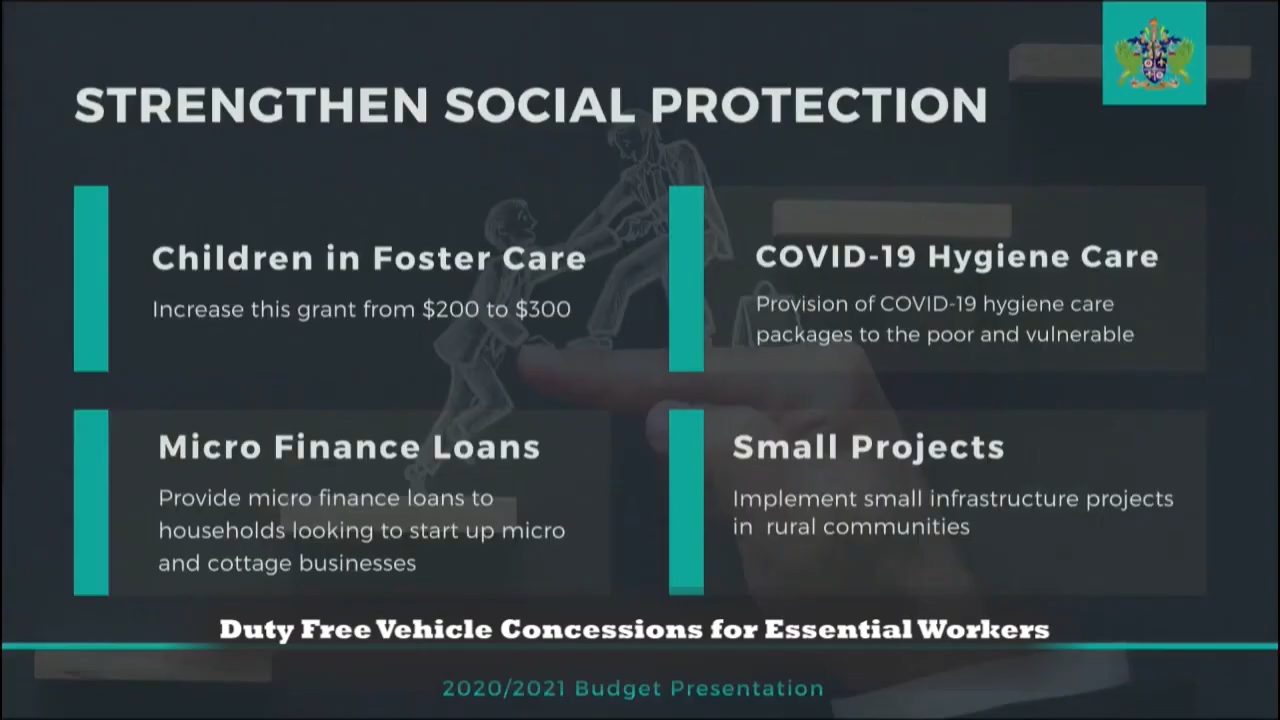 STRENGTHEN SOCIAL PROTECTION
Children in Foster Care
Increase this grant from $200 to $300
COVID-19 Hygiene Care
Provision of COVID-19 hygiene care
packages to the poor and vulnerable
Micro Finance Loans
Provide micro finance loans to
households looking to start up micro
and cottage businesses
Small Projects
Implement small infrastructure projects
in rural communities
Duty Free Vehicle Concessions for Essential Workers
2020/2021 Budget Presentation